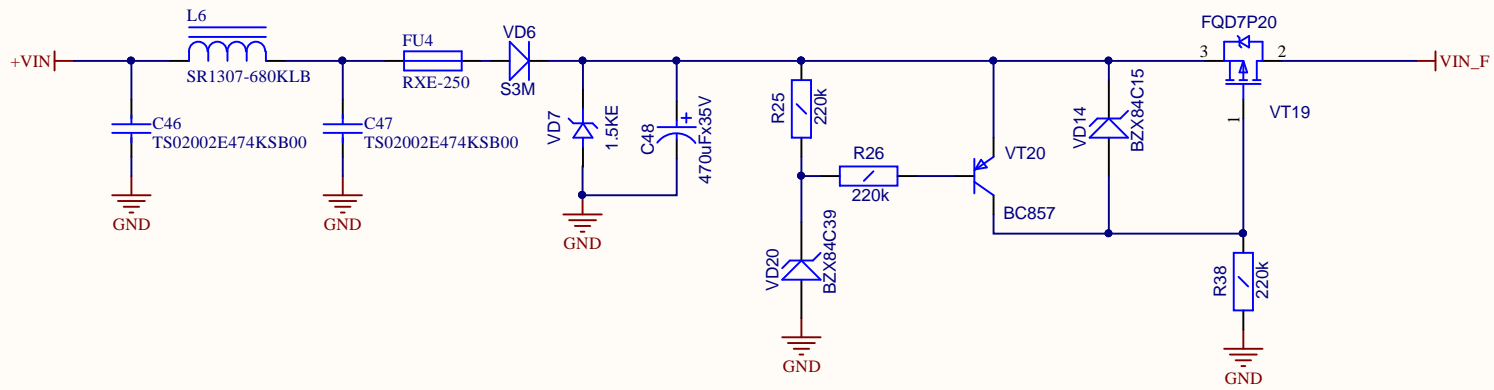 +VIN
L6
SR1307-680KLB
C46
TS02002E474KSB00
GND
C47
TS02002E474KSB00
GND
FU4
RXE-250
VD6
S3M
VD7
1.5KE
GND
C48
+
470uFx35V
R25
220k
R26
220k
VD20
BZX84C39
GND
VT20
BC857
VD14
BZX84C15
FQD7P20
3
2
1
VT19
R38
220k
GND
VIN_F